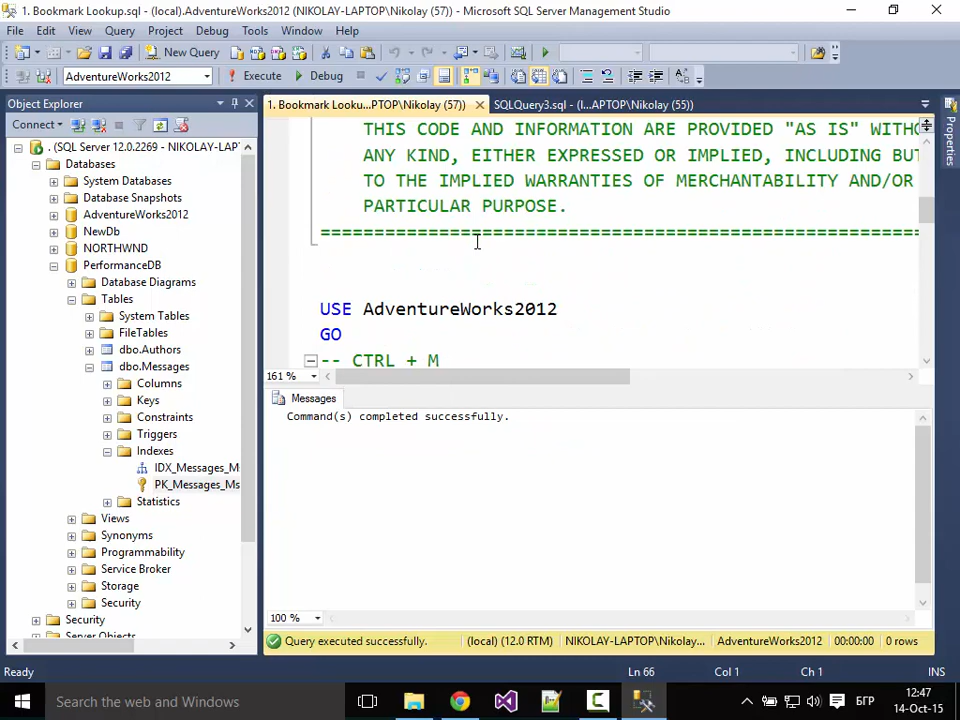 1. Bookmark Lookup.sql - (local).AdventureWorks2012 (NIKOLAY-LAPTOP\Nikolay (57)) - Microsoft SQL Server Management Studio
File Edit View Query Project Debug Tools Window Help
New Query
AdventureWorks2012 Execute Debug
Object Explorer
1. Bookmark Looku...PTOP\Nikolay (57)) SQLQuery3.sql - (l...APTOP\Nikolay (55))
Connect
. (SQL Server 12.0.2269 - NIKOLAY-LAPT
Databases
System Databases
Database Snapshots
AdventureWorks2012
NewDb
NORTHWND
PerformanceDB
Database Diagrams
Tables
System Tables
FileTables
dbo.Authors
dbo.Messages
Columns
Keys
Constraints
Triggers
Indexes
IDX_Messages_M
PK_Messages_Ms
Statistics
Views
Synonyms
Programmability
Service Broker
Storage
Security
Security
Server Objects
THIS CODE AND INFORMATION ARE PROVIDED "AS IS" WITHO
ANY KIND, EITHER EXPRESSED OR IMPLIED, INCLUDING BUT
TO THE IMPLIED WARRANTIES OF MERCHANTABILITY AND/OR
PARTICULAR PURPOSE.
========================================================
USE AdventureWorks2012
GO
-- CTRL + M
161 %
Messages
Command(s) completed successfully.
100 %
Query executed successfully. (local) (12.0 RTM) NIKOLAY-LAPTOP\Nikolay... AdventureWorks2012 00:00:00 0 rows
Properties
Ready Ln 66 Col 1 Ch 1 INS
Search the web and Windows
БГР
12:47
14-Oct-15